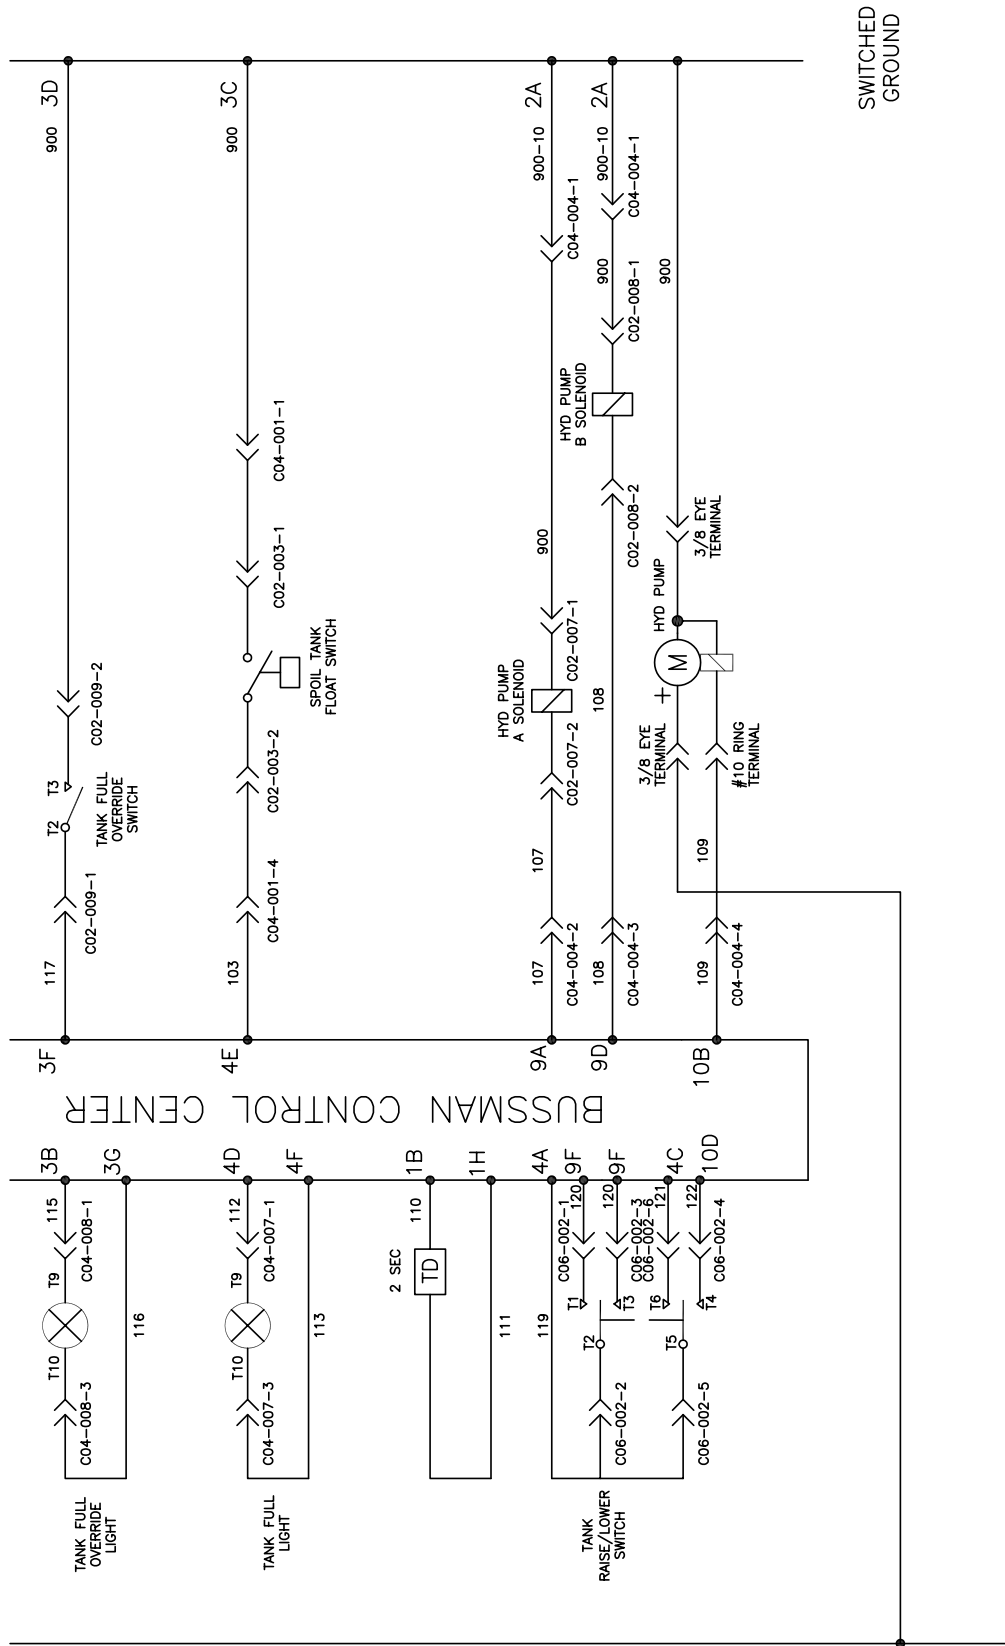 SWITCHED
GROUND
3D
900
C02-009-2
T3
T2
TANK FULL
OVERRIDE
SWITCH
C02-009-1
117
3F
3C
900
C04-001-1
C02-003-1
SPOIL TANK
FLOAT SWITCH
C02-003-2
C04-001-4
103
4E
2A
900-10
C04-004-1
900
C02-007-1
HYD PUMP
A SOLENOID
C02-007-2
107
107
C04-004-2
9A
2A
900-10
C04-004-1
900
C02-008-1
HYD PUMP
B SOLENOID
C02-008-2
108
108
C04-004-3
9D
900
3/8 EYE
TERMINAL
HYD PUMP
M
+
3/8 EYE
TERMINAL
#10 RING
TERMINAL
109
109
C04-004-4
10B
BUSSMAN CONTROL CENTER
3B
115
C04-008-1
T9
T10
C04-008-3
3G
116
TANK FULL
OVERRIDE
LIGHT
4D
112
C04-007-1
T9
T10
C04-007-3
4F
113
TANK FULL
LIGHT
1B
110
2 SEC
TD
1H
111
4A
119
9F
120
C06-002-1
T1
T2
C06-002-2
9F
120
C06-002-3
T3
4C
121
C06-002-6
T6
T5
C06-002-5
10D
122
C06-002-4
T4
TANK
RAISE/LOWER
SWITCH